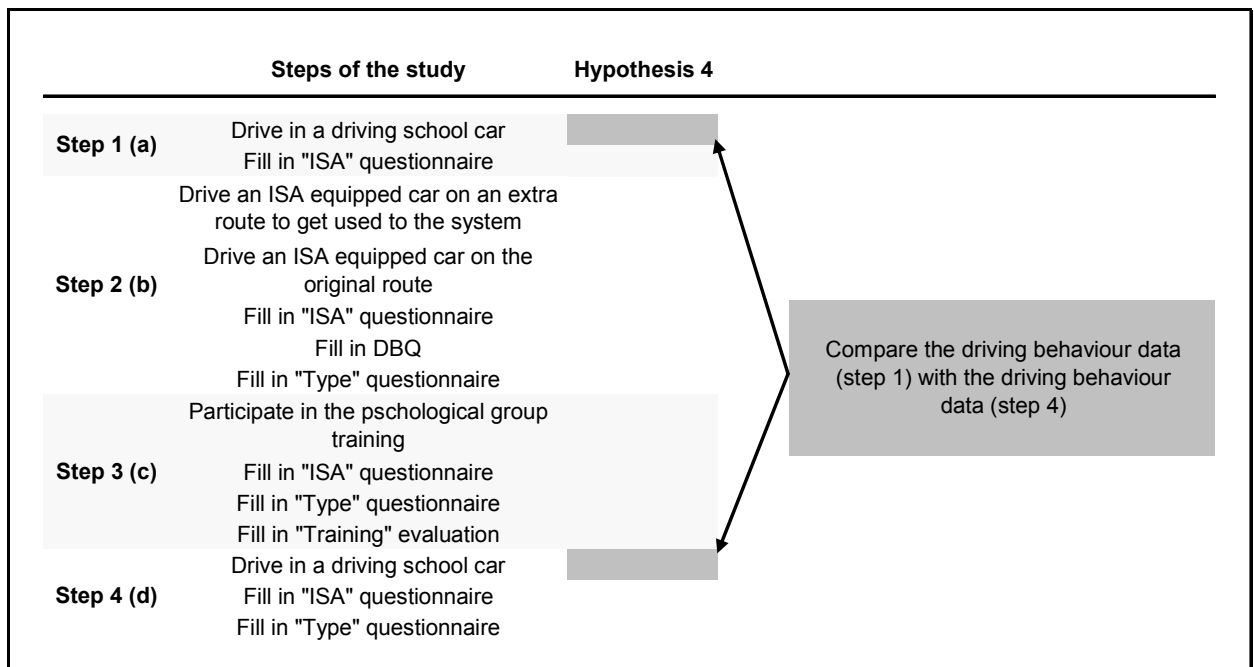 Steps of the study Hypothesis 4
Step 1 (a)
Drive in a driving school car
Fill in "ISA" questionnaire
Step 2 (b)
Drive an ISA equipped car on an extra
route to get used to the system
Drive an ISA equipped car on the
original route
Fill in "ISA" questionnaire
Fill in DBQ
Fill in "Type" questionnaire
Step 3 (c)
Participate in the pschological group
training
Fill in "ISA" questionnaire
Fill in "Type" questionnaire
Fill in "Training" evaluation
Step 4 (d)
Drive in a driving school car
Fill in "ISA" questionnaire
Fill in "Type" questionnaire
Compare the driving behaviour data
(step 1) with the driving behaviour
data (step 4)